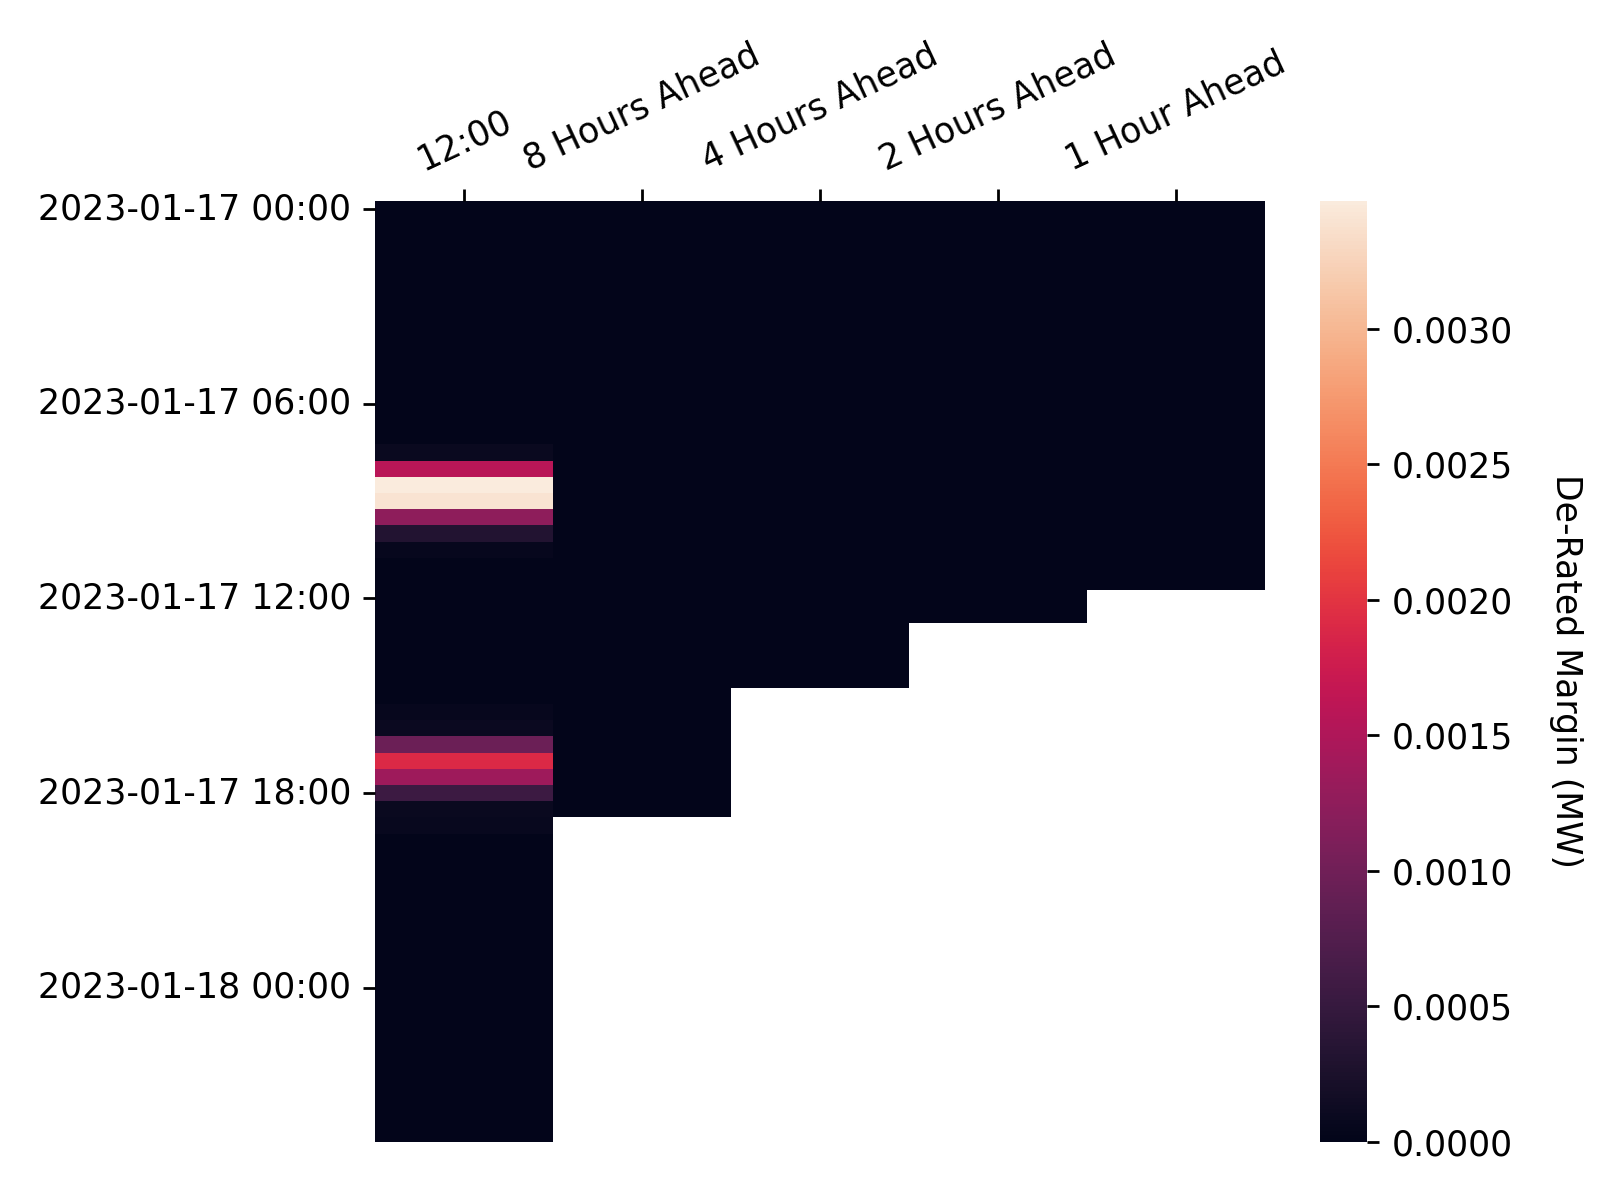 12:00
8 Hours Ahead
4 Hours Ahead
2 Hours Ahead
1 Hour Ahead
2023-01-17 00:00
2023-01-17 06:00
2023-01-17 12:00
2023-01-17 18:00
2023-01-18 00:00
0.0030
0.0025
0.0020
0.0015
0.0010
0.0005
0.0000
De-Rated Margin (MW)